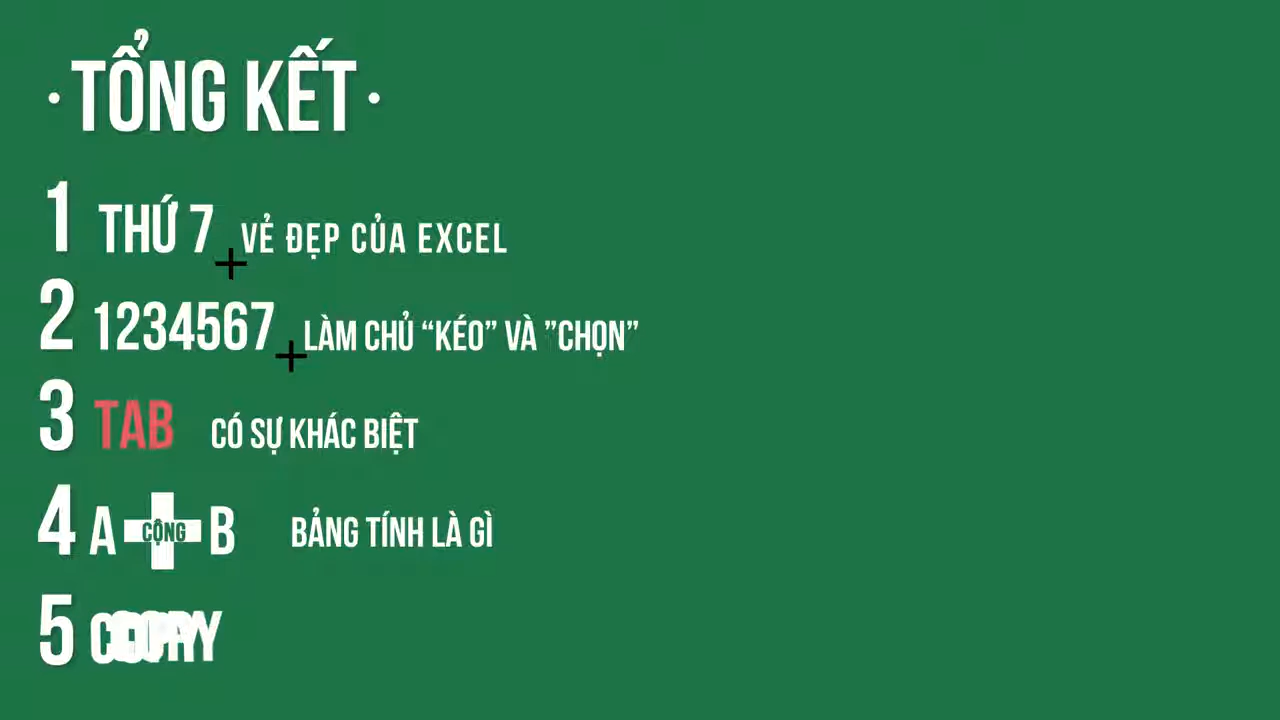 · TỔNG KẾT ·
1 THỨ 7 VẺ ĐẸP CỦA EXCEL
2 1234567 LÀM CHỦ “KÉO” VÀ ”CHỌN”
3 TAB CÓ SỰ KHÁC BIỆT
4 A CỘNG B BẢNG TÍNH LÀ GÌ
5 COPY